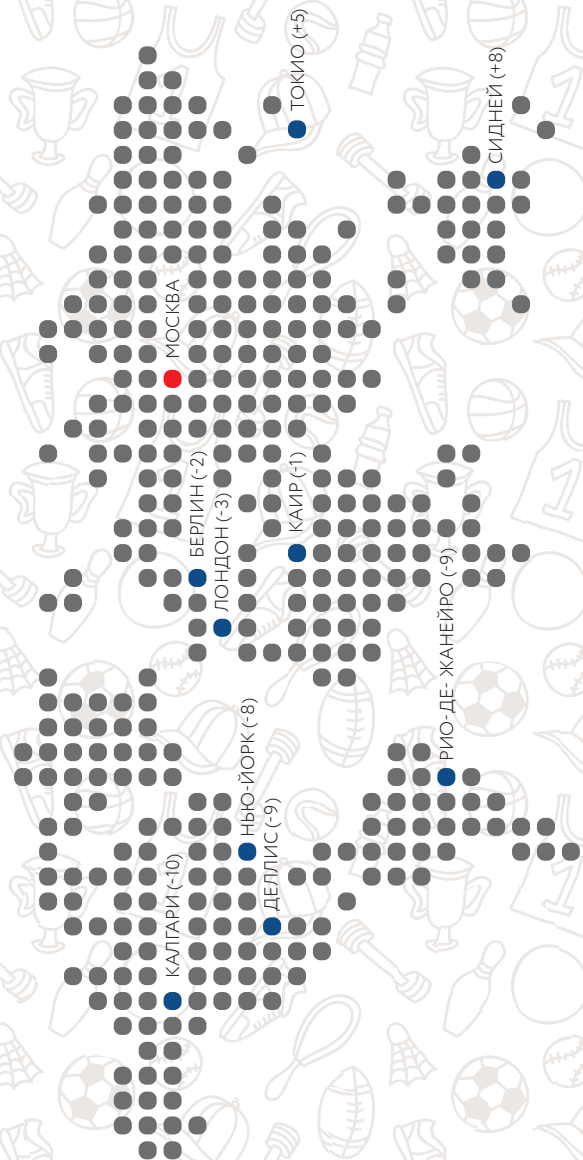 КАЛГАРИ (-10)
НЬЮ-ЙОРК (-8)
ДЕЛЛИС (-9)
РИО-ДЕ- ЖАНЕЙРО (-9)
БЕРЛИН (-2)
ЛОНДОН (-3)
КАИР (-1)
МОСКВА
ТОКИО (+5)
СИДНЕЙ (+8)